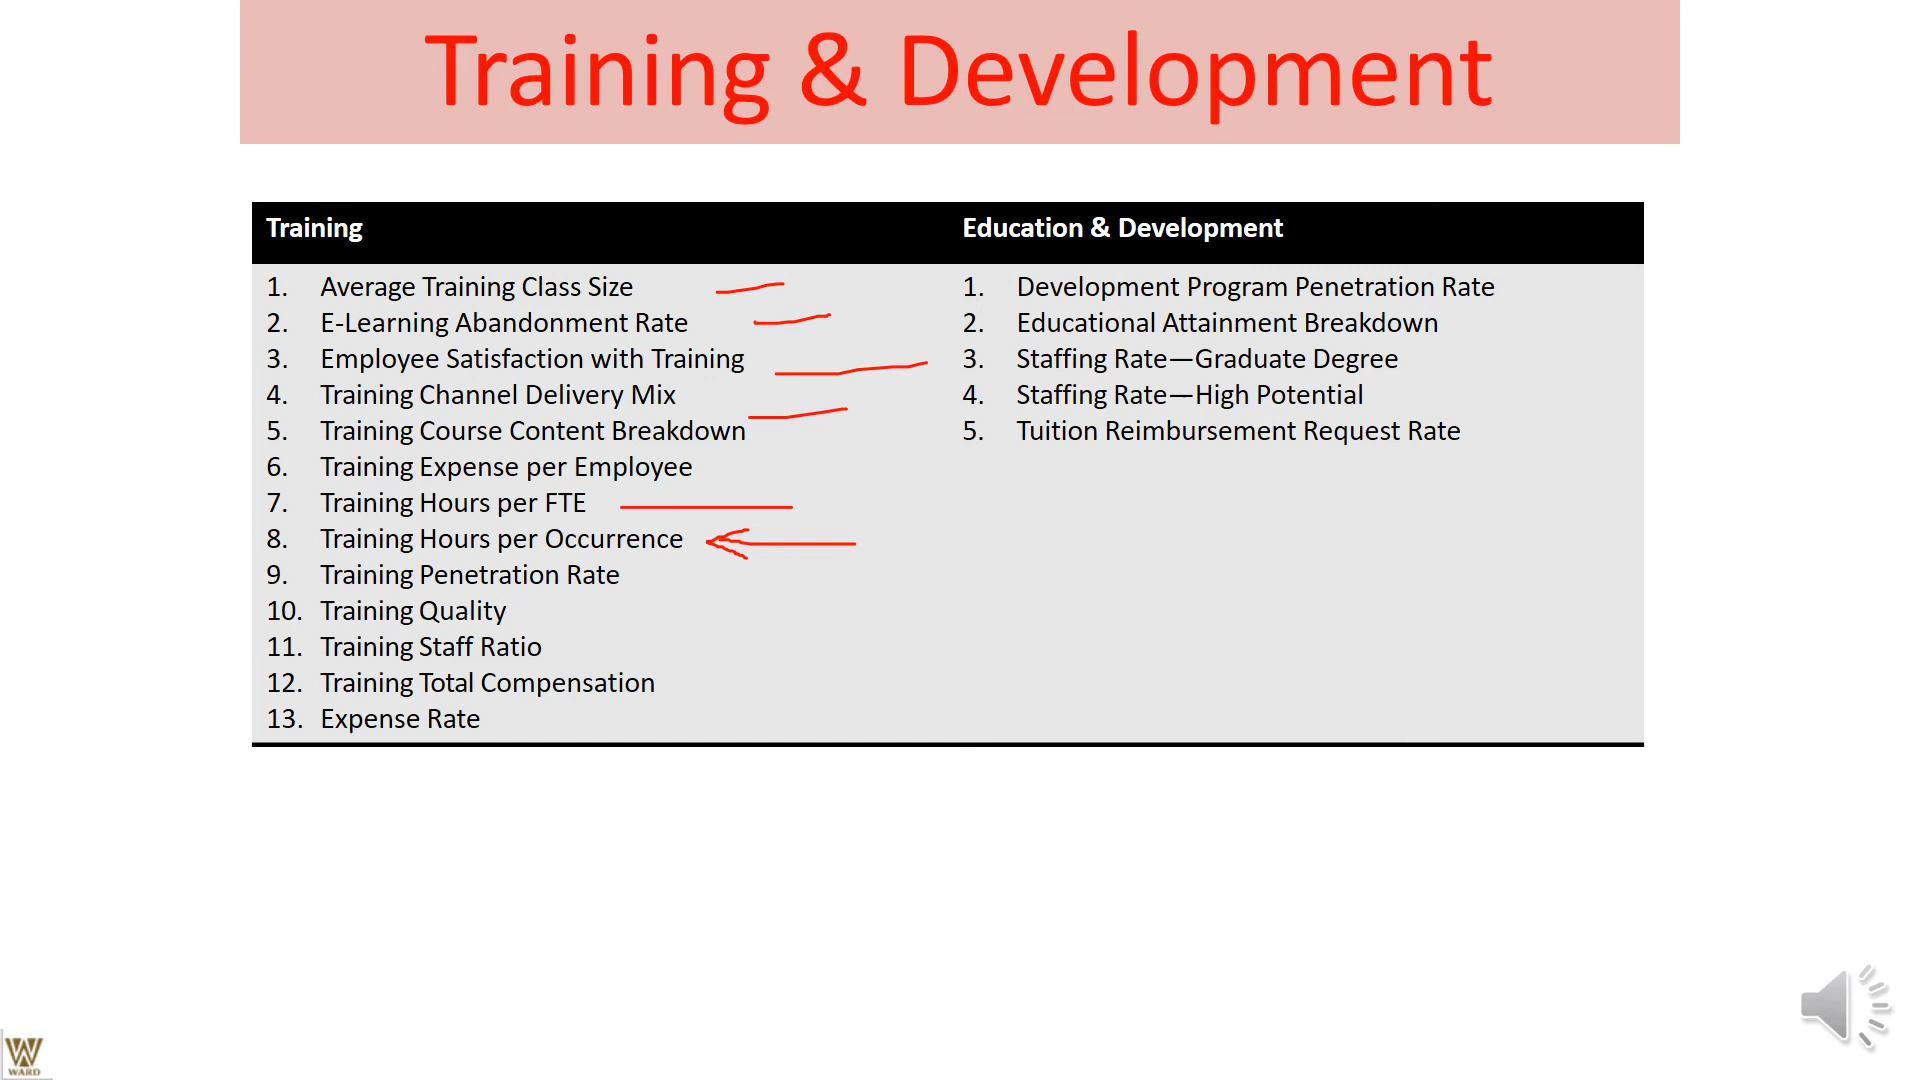 Training & Development
Training
1. Average Training Class Size
2. E-Learning Abandonment Rate
3. Employee Satisfaction with Training
4. Training Channel Delivery Mix
5. Training Course Content Breakdown
6. Training Expense per Employee
7. Training Hours per FTE
8. Training Hours per Occurrence
9. Training Penetration Rate
10. Training Quality
11. Training Staff Ratio
12. Training Total Compensation
13. Expense Rate
Education & Development
1. Development Program Penetration Rate
2. Educational Attainment Breakdown
3. Staffing Rate—Graduate Degree
4. Staffing Rate—High Potential
5. Tuition Reimbursement Request Rate
WARD